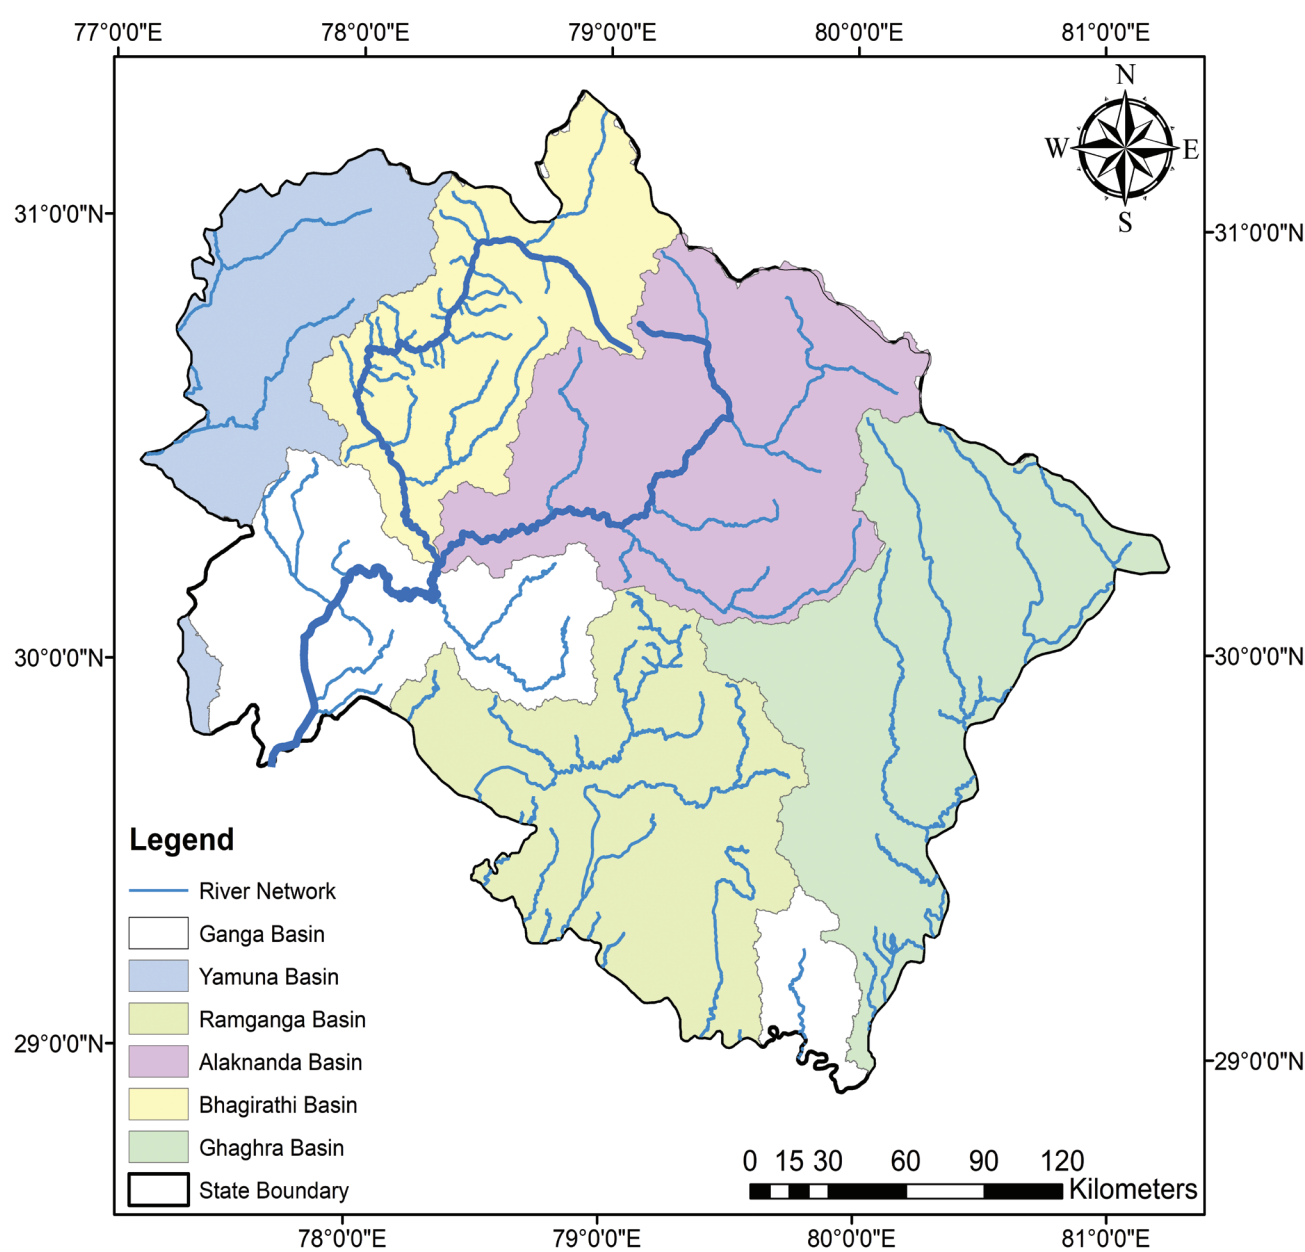 77°0'0"E 78°0'0"E 79°0'0"E 80°0'0"E 81°0'0"E
N
W E
S
31°0'0"N 31°0'0"N
30°0'0"N 30°0'0"N
29°0'0"N 29°0'0"N
Legend
River Network
Ganga Basin
Yamuna Basin
Ramganga Basin
Alaknanda Basin
Bhagirathi Basin
Ghaghra Basin
State Boundary
0 15 30 60 90 120
Kilometers
78°0'0"E 79°0'0"E 80°0'0"E 81°0'0"E